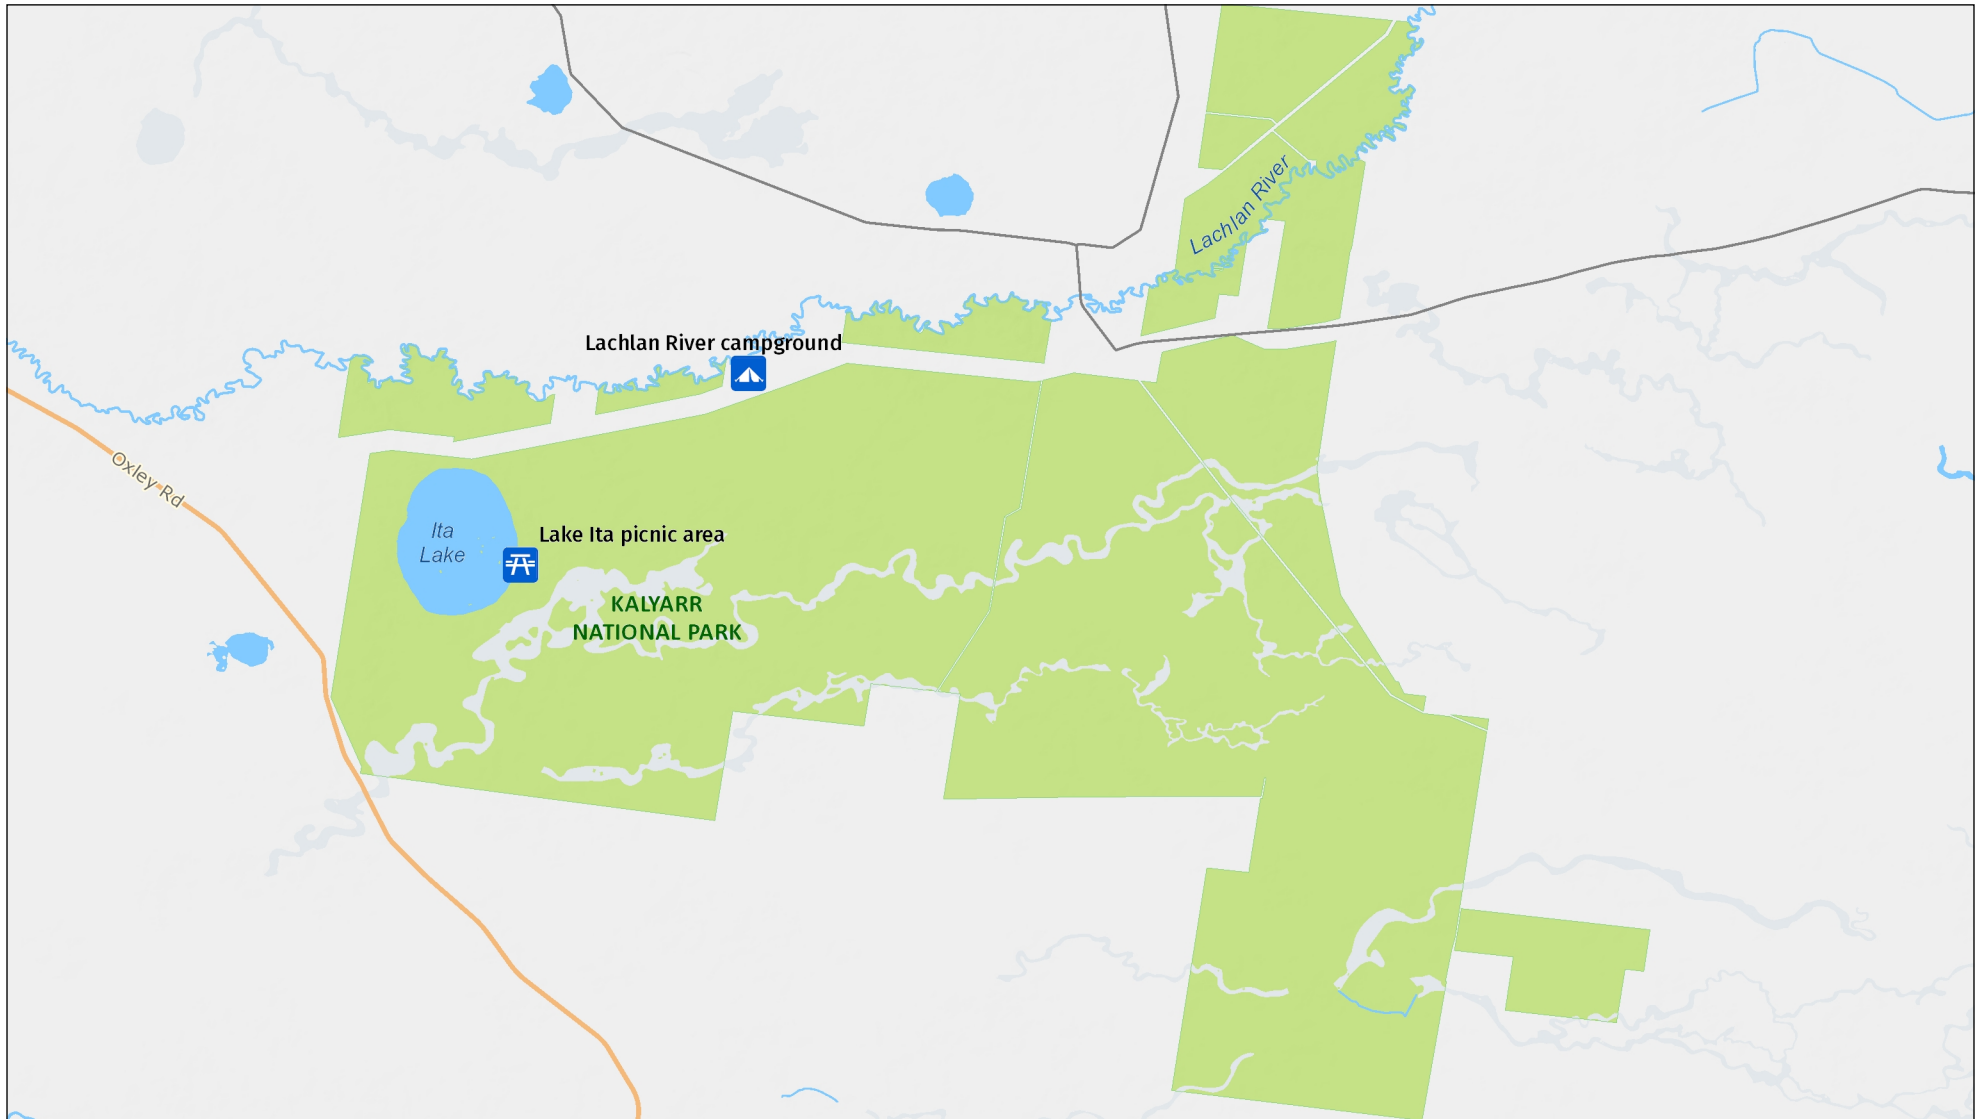 Lachlan River
Lachlan River campground
Oxley Rd
Ita
Lake
Lake Ita picnic area
KALYARR
NATIONAL PARK